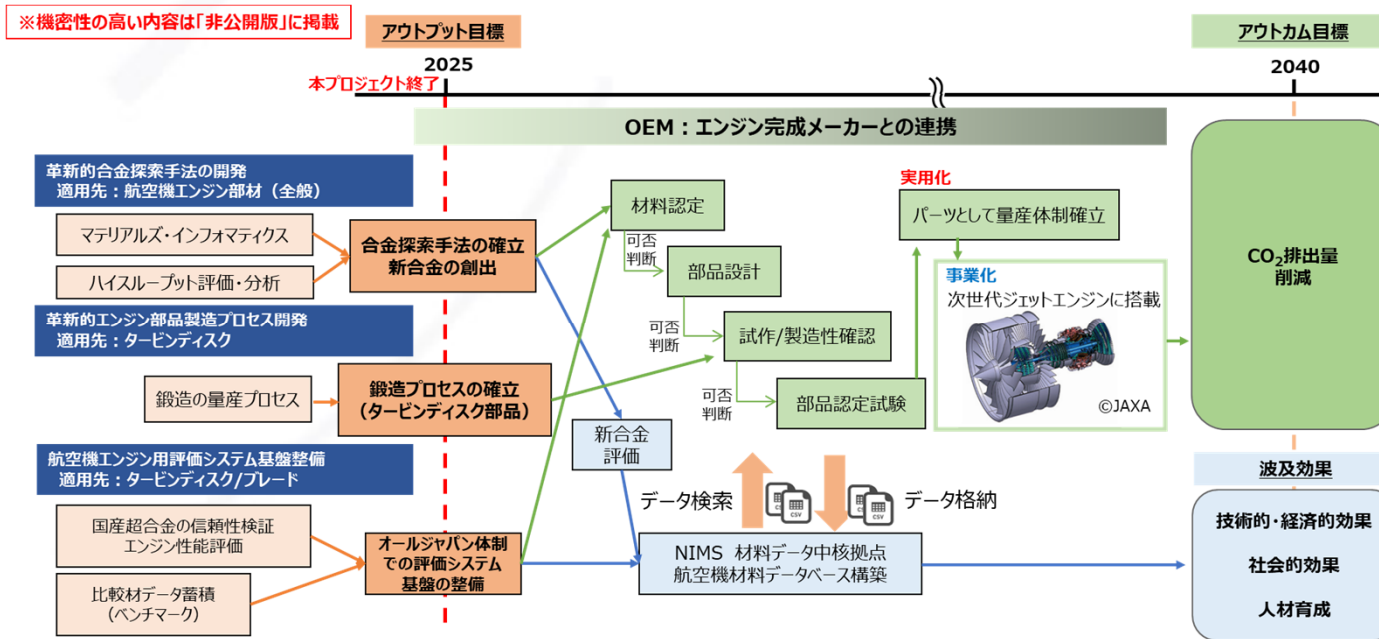 ※機密性の高い内容は「非公開版」に掲載
アウトプット目標
2025
本プロジェクト終了
アウトカム目標
2040
OEM：エンジン完成メーカーとの連携
革新的合金探索手法の開発
適用先：航空機エンジン部材（全般）
マテリアルズ・インフォマティクス
ハイスループット評価・分析
合金探索手法の確立
新合金の創出
革新的エンジン部品製造プロセス開発
適用先：タービンディスク
鍛造の量産プロセス
鍛造プロセスの確立
（タービンディスク部品）
航空機エンジン用評価システム基盤整備
適用先：タービンディスク/ブレード
国産超合金の信頼性検証
エンジン性能評価
比較材データ蓄積
（ベンチマーク）
オールジャパン体制
での評価システム
基盤の整備
材料認定
可否
判断
部品設計
可否
判断
試作/製造性確認
可否
判断
部品認定試験
実用化
パーツとして量産体制確立
事業化
次世代ジェットエンジンに搭載
©JAXA
新合金
評価
データ検索
CSV
CSV
CSV
CSV
データ格納
NIMS 材料データ中核拠点
航空機材料データベース構築
CO₂排出量
削減
波及効果
技術的・経済的効果
社会的効果
人材育成